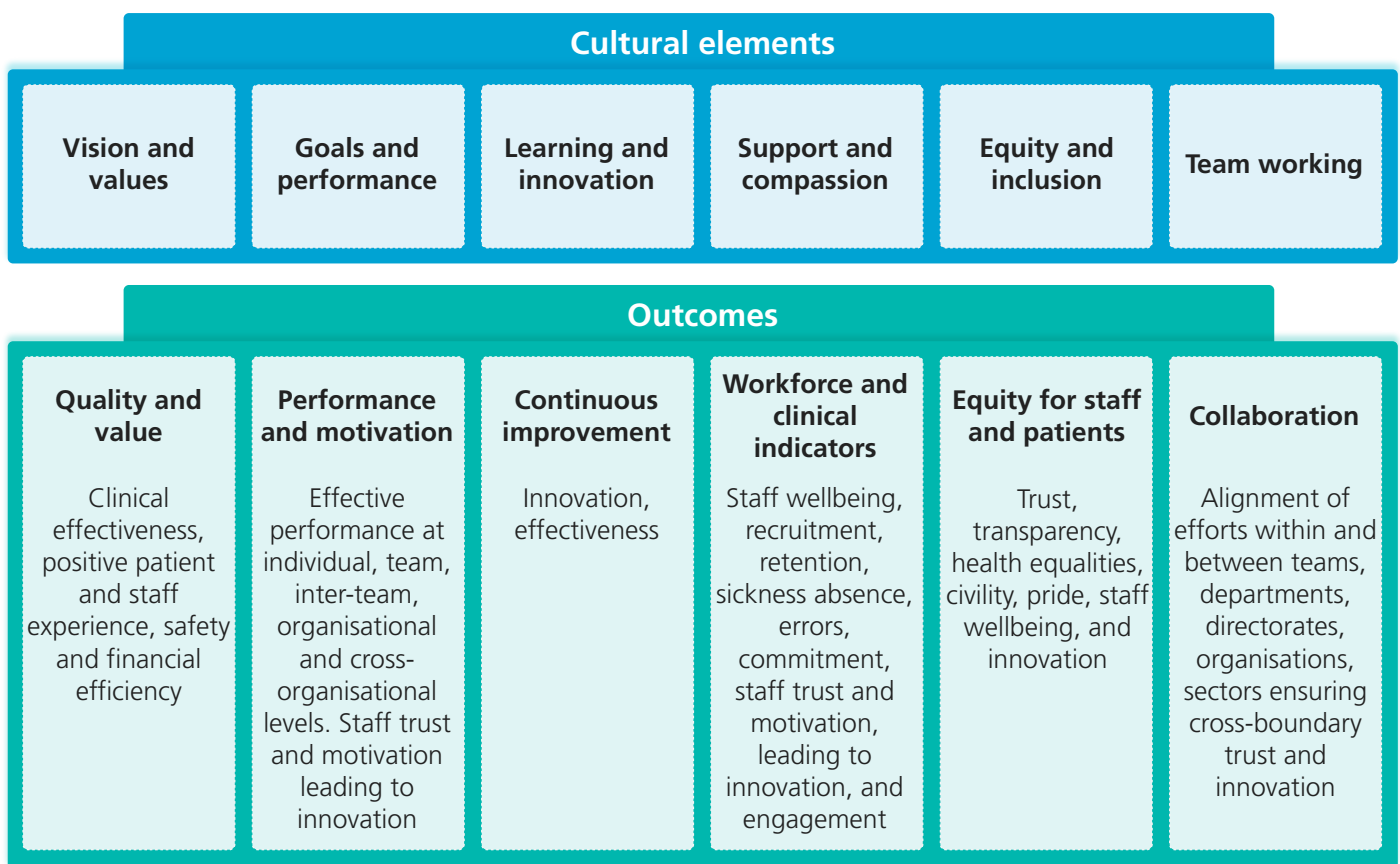 Cultural elements
Vision and
values
Goals and
performance
Learning and
innovation
Support and
compassion
Equity and
inclusion
Team working
Outcomes
Quality and
value
Clinical
effectiveness,
positive patient
and staff
experience, safety
and financial
efficiency
Performance
and motivation
Effective
performance at
individual, team,
inter-team,
organisational
and cross-
organisational
levels. Staff trust
and motivation
leading to
innovation
Continuous
improvement
Innovation,
effectiveness
Workforce and
clinical
indicators
Staff wellbeing,
recruitment,
retention,
sickness absence,
errors,
commitment,
staff trust and
motivation,
leading to
innovation, and
engagement
Equity for staff
and patients
Trust,
transparency,
health equalities,
civility, pride, staff
wellbeing, and
innovation
Collaboration
Alignment of
efforts within and
between teams,
departments,
directorates,
organisations,
sectors ensuring
cross-boundary
trust and
innovation